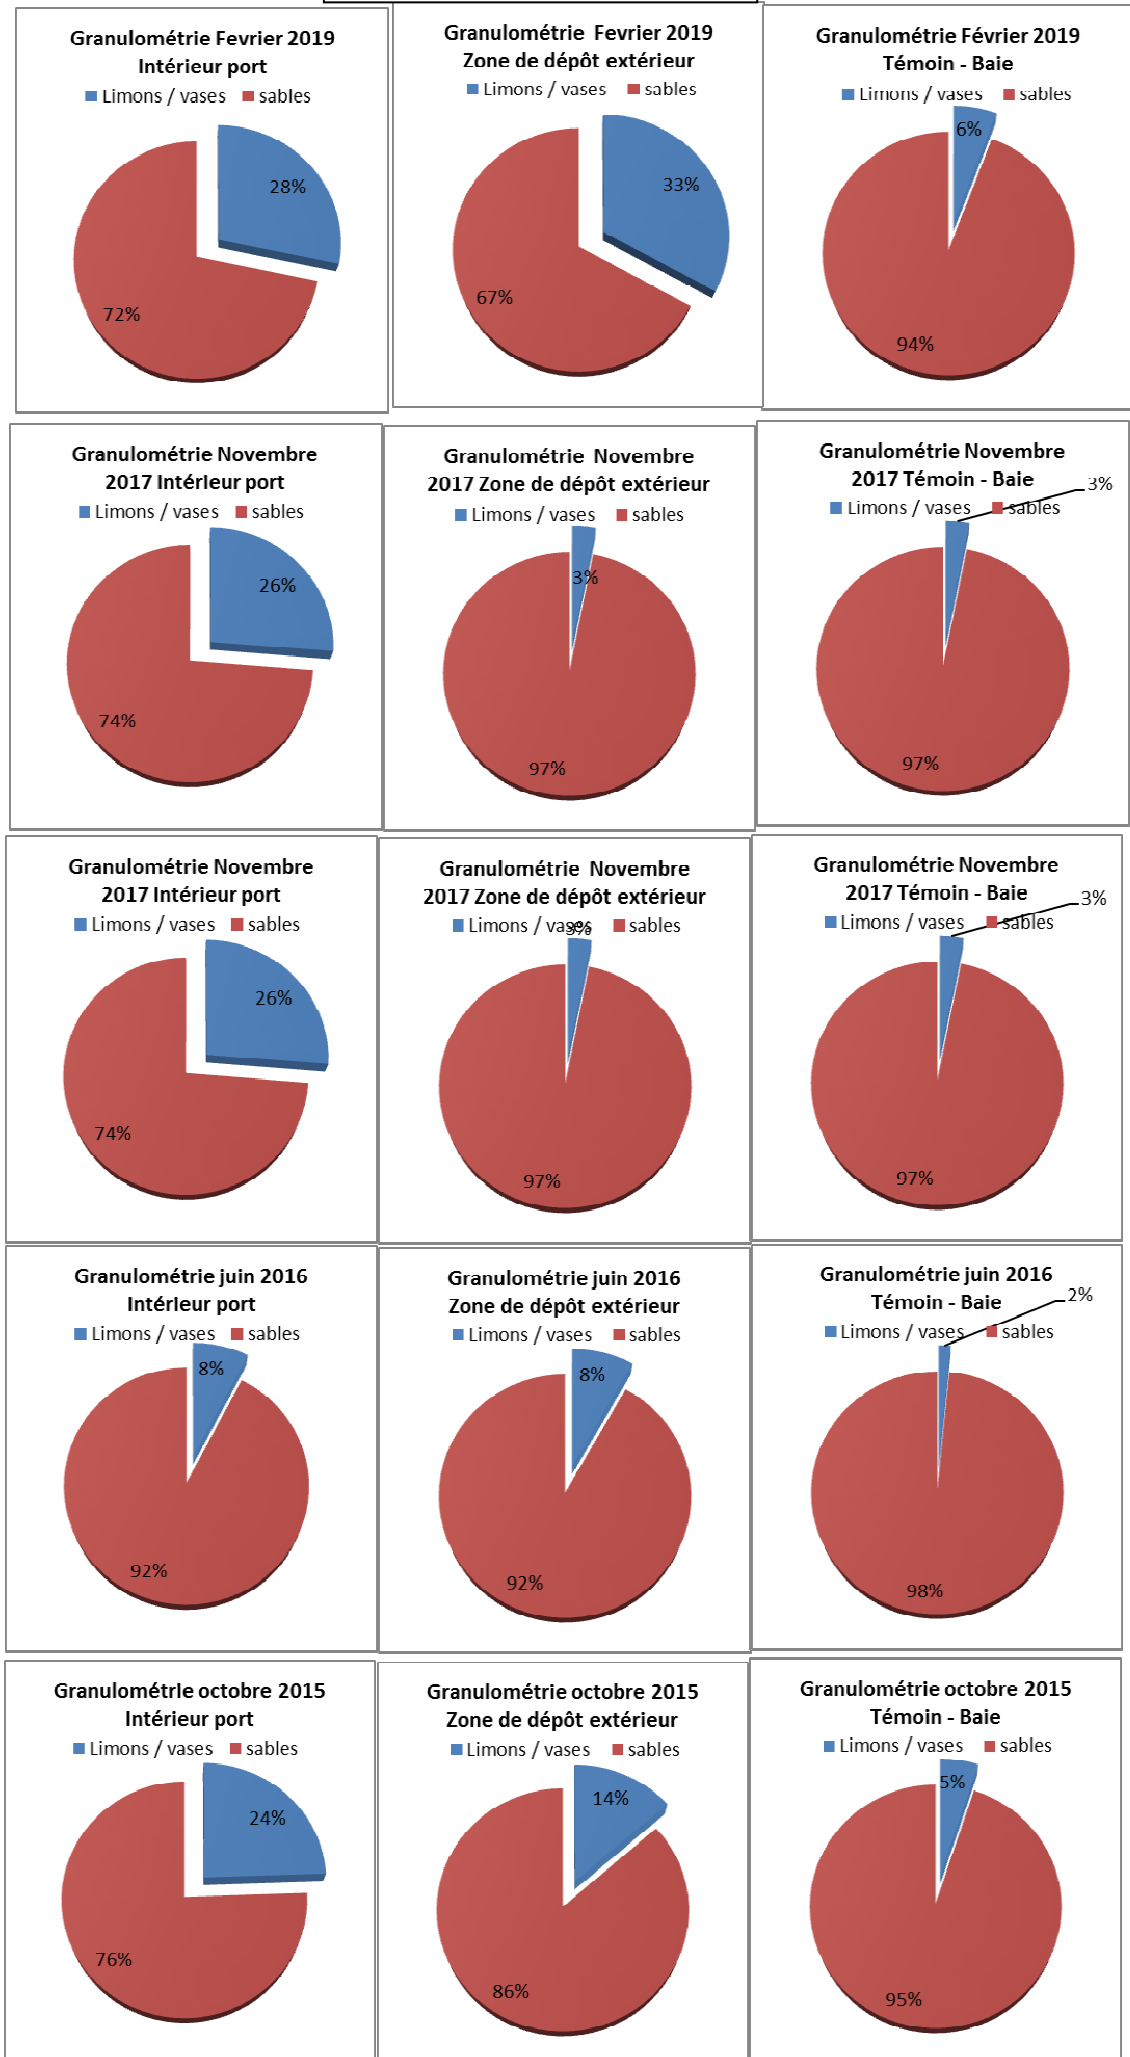 Granulométrie Fevrier 2019
Intérieur port
Limons / vases sables
28%
72%
Granulométrie Fevrier 2019
Zone de dépôt extérieur
Limons / vases sables
33%
67%
Granulométrie Février 2019
Témoin - Baie
Limons / vases sables
6%
94%
Granulométrie Novembre
2017 Intérieur port
Limons / vases sables
26%
74%
Granulométrie Novembre
2017 Zone de dépôt extérieur
Limons / vases sables
3%
97%
Granulométrie Novembre
2017 Témoin - Baie
3%
Limons / vases sables
97%
Granulométrie Novembre
2017 Intérieur port
Limons / vases sables
26%
74%
Granulométrie Novembre
2017 Zone de dépôt extérieur
Limons / vases sables
3%
97%
Granulométrie Novembre
2017 Témoin - Baie
3%
Limons / vases sables
97%
Granulométrie juin 2016
Intérieur port
Limons / vases sables
8%
92%
Granulométrie juin 2016
Zone de dépôt extérieur
Limons / vases sables
8%
92%
Granulométrie juin 2016
Témoin - Baie
2%
Limons / vases sables
98%
Granulométrie octobre 2015
Intérieur port
Limons / vases sables
24%
76%
Granulométrie octobre 2015
Zone de dépôt extérieur
Limons / vases sables
14%
86%
Granulométrie octobre 2015
Témoin - Baie
Limons / vases sables
5%
95%